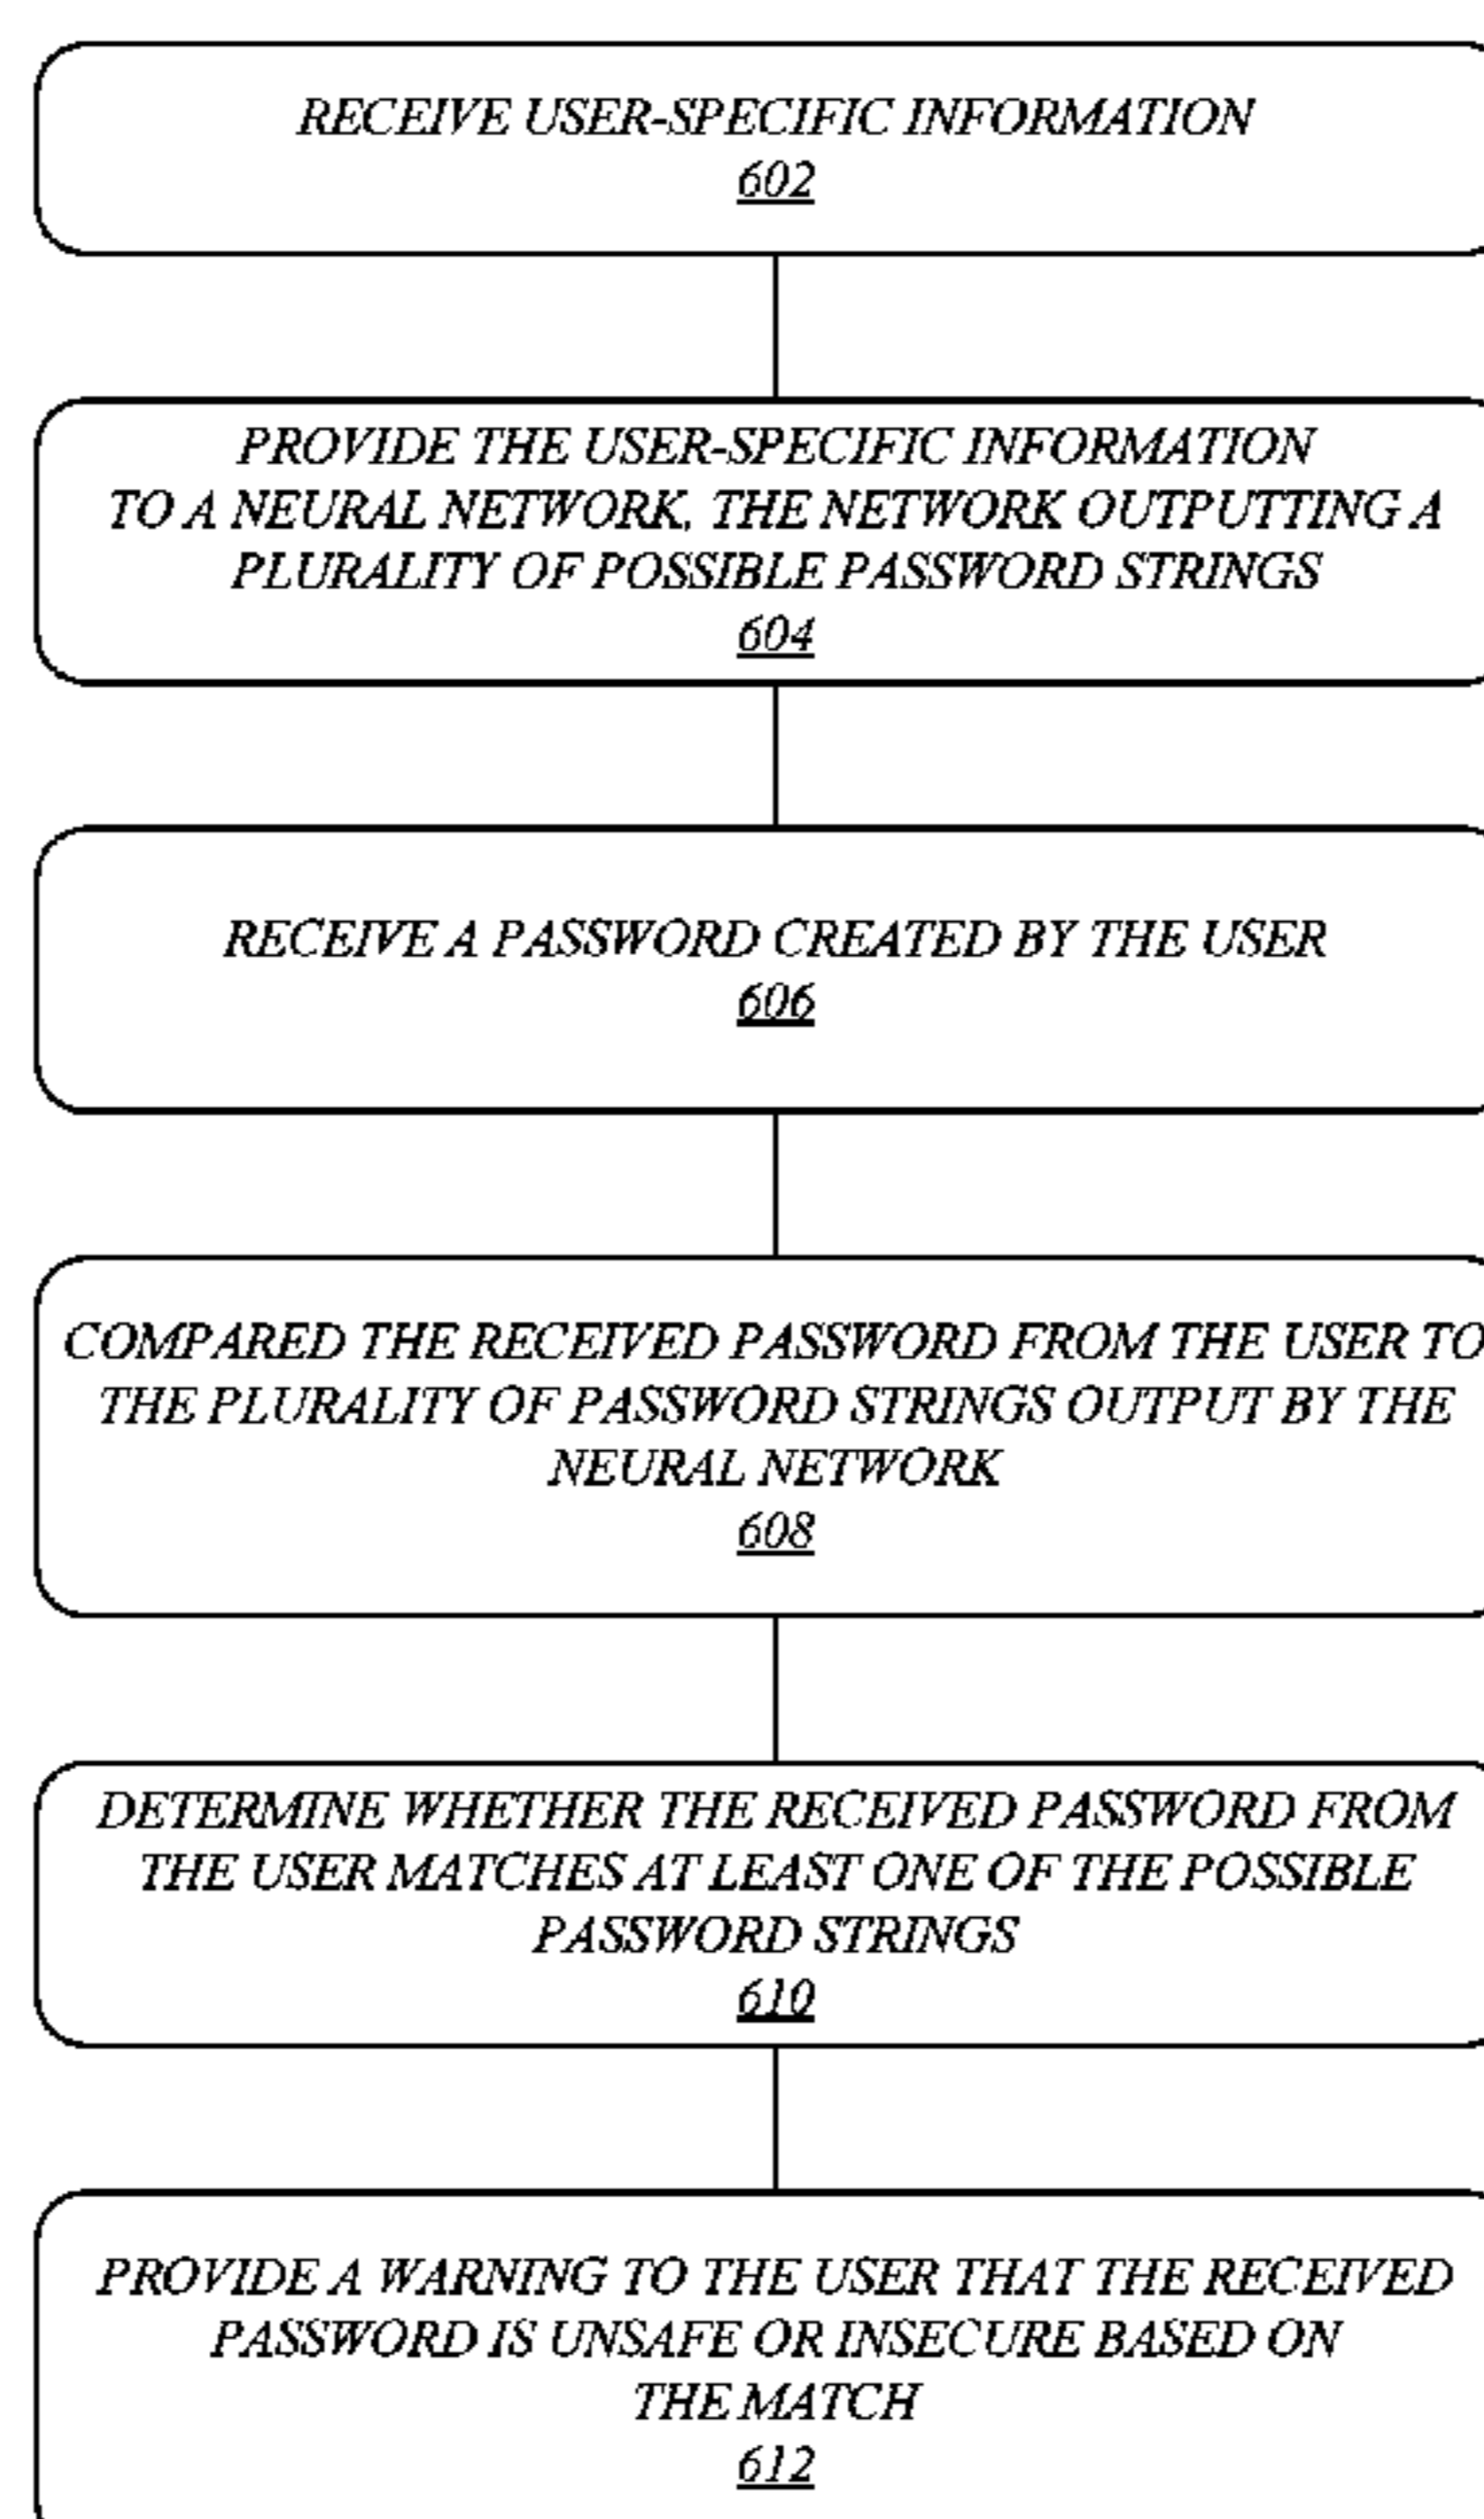 RECEIVE USER-SPECIFIC INFORMATION
602
PROVIDE THE USER-SPECIFIC INFORMATION
TO A NEURAL NETWORK, THE NETWORK OUTPUTTING A
PLURALITY OF POSSIBLE PASSWORD STRINGS
604
RECEIVE A PASSWORD CREATED BY THE USER
606
COMPARED THE RECEIVED PASSWORD FROM THE USER TO
THE PLURALITY OF PASSWORD STRINGS OUTPUT BY THE
NEURAL NETWORK
608
DETERMINE WHETHER THE RECEIVED PASSWORD FROM
THE USER MATCHES AT LEAST ONE OF THE POSSIBLE
PASSWORD STRINGS
610
PROVIDE A WARNING TO THE USER THAT THE RECEIVED
PASSWORD IS UNSAFE OR INSECURE BASED ON
THE MATCH
612